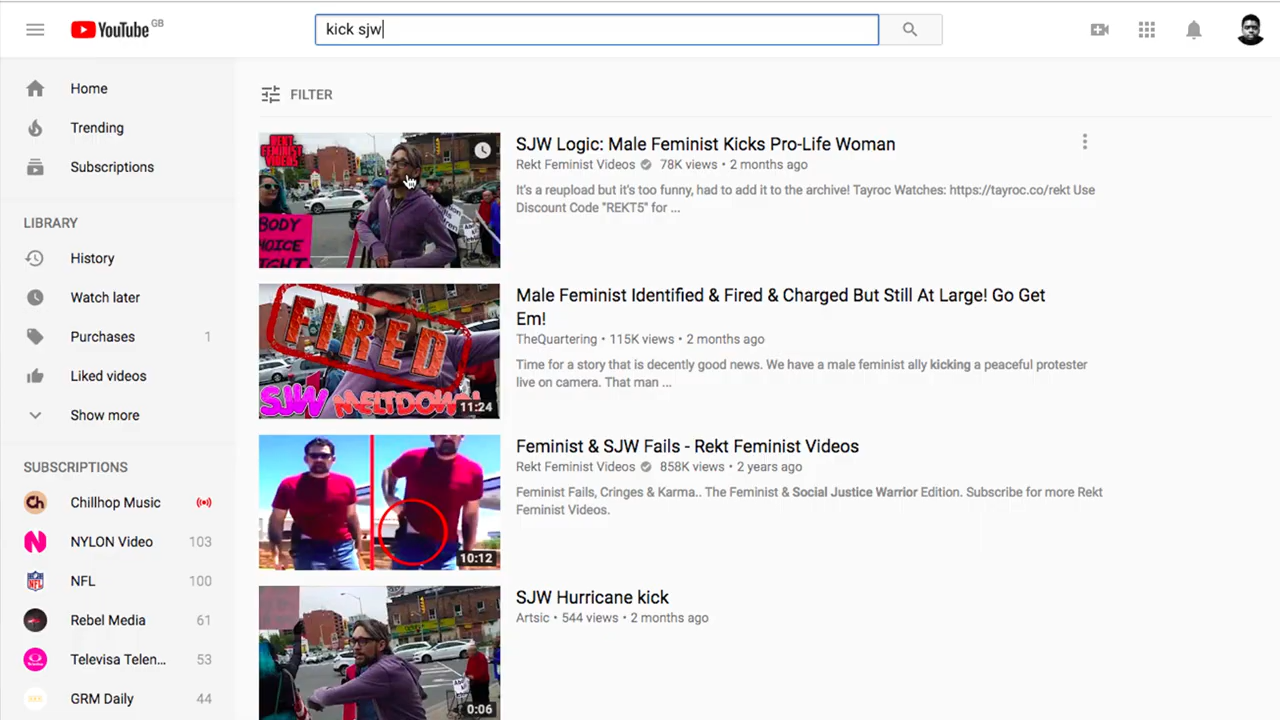 YouTube GB
kick sjw
Home
Trending
Subscriptions
LIBRARY
History
Watch later
Purchases 1
Liked videos
Show more
SUBSCRIPTIONS
Chillhop Music
NYLON Video 103
NFL 100
Rebel Media 61
Televisa Telen... 53
GRM Daily 44
FILTER
REKT
FEMINIST
VIDEOS
BODY
CHOICE
SJW Logic: Male Feminist Kicks Pro-Life Woman
Rekt Feminist Videos 78K views • 2 months ago
It's a reupload but it's too funny, had to add it to the archive! Tayroc Watches: https://tayroc.co/rekt Use
Discount Code "REKT5" for ...
FIRED
SJW MELTDOWN
11:24
Male Feminist Identified & Fired & Charged But Still At Large! Go Get
Em!
TheQuartering • 115K views • 2 months ago
Time for a story that is decently good news. We have a male feminist ally kicking a peaceful protester
live on camera. That man ...
10:12
Feminist & SJW Fails - Rekt Feminist Videos
Rekt Feminist Videos 858K views • 2 years ago
Feminist Fails, Cringes & Karma.. The Feminist & Social Justice Warrior Edition. Subscribe for more Rekt
Feminist Videos.
0:06
SJW Hurricane kick
Artsic • 544 views • 2 months ago